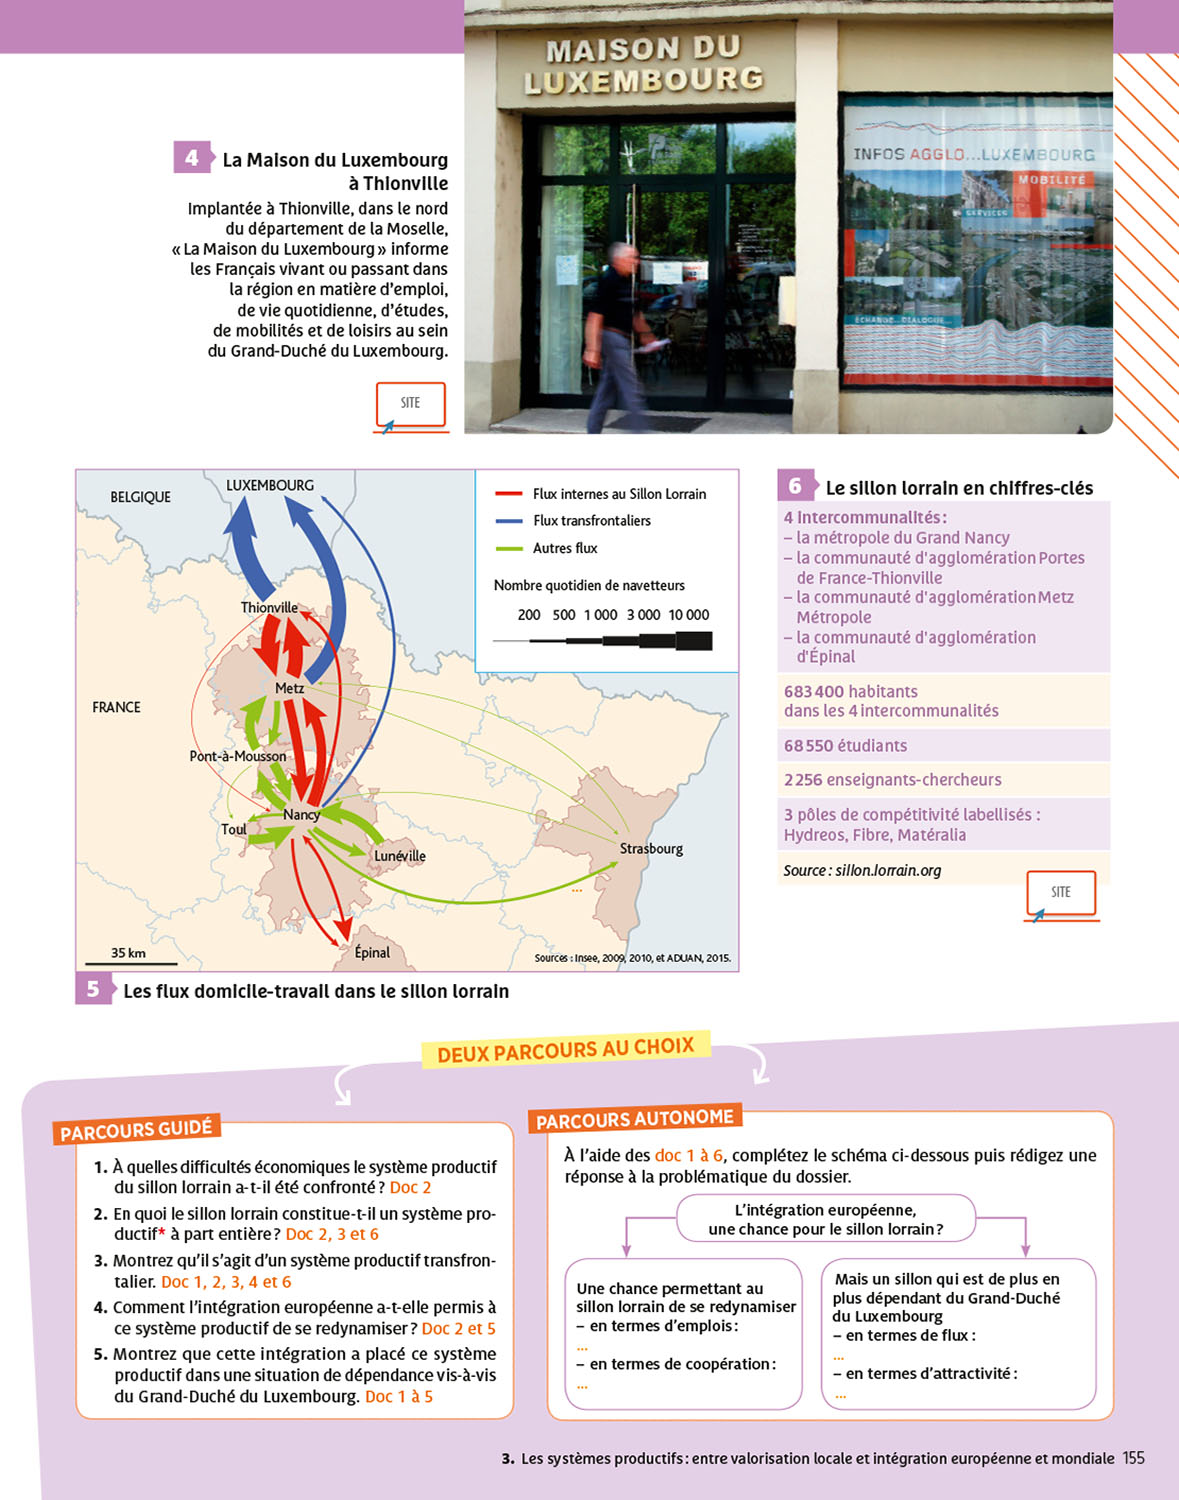 MAISON DU
LUXEMBOURG
INFOS AGGLO...LUXEMBOURG
MOBILITÉ
SERVICES
ÉCHANGE... DIALOGUE...
4 La Maison du Luxembourg
à Thionville
Implantée à Thionville, dans le nord
du département de la Moselle,
« La Maison du Luxembourg » informe
les Français vivant ou passant dans
la région en matière d'emploi,
de vie quotidienne, d'études,
de mobilités et de loisirs au sein
du Grand-Duché du Luxembourg.
SITE
BELGIQUE
LUXEMBOURG
Flux internes au Sillon Lorrain
Flux transfrontaliers
Autres flux
Nombre quotidien de navetteurs
200 500 1 000 3 000 10 000
Thionville
Metz
FRANCE
Pont-à-Mousson
Nancy
Toul
Lunéville
Strasbourg
...
Épinal
35 km
Sources : Insee, 2009, 2010, et ADUAN, 2015.
5 Les flux domicile-travail dans le sillon lorrain
6 Le sillon lorrain en chiffres-clés
4 Intercommunalités :
– la métropole du Grand Nancy
– la communauté d'agglomération Portes
de France-Thionville
– la communauté d'agglomération Metz
Métropole
– la communauté d'agglomération
d'Épinal
683 400 habitants
dans les 4 intercommunalités
68 550 étudiants
2 256 enseignants-chercheurs
3 pôles de compétitivité labellisés :
Hydreos, Fibre, Matéralia
Source : sillon.lorrain.org
SITE
DEUX PARCOURS AU CHOIX
PARCOURS GUIDÉ
1. À quelles difficultés économiques le système productif
du sillon lorrain a-t-il été confronté ? Doc 2
2. En quoi le sillon lorrain constitue-t-il un système pro-
ductif* à part entière ? Doc 2, 3 et 6
3. Montrez qu'il s'agit d'un système productif transfron-
talier. Doc 1, 2, 3, 4 et 6
4. Comment l'intégration européenne a-t-elle permis à
ce système productif de se redynamiser ? Doc 2 et 5
5. Montrez que cette intégration a placé ce système
productif dans une situation de dépendance vis-à-vis
du Grand-Duché du Luxembourg. Doc 1 à 5
PARCOURS AUTONOME
À l'aide des doc 1 à 6, complétez le schéma ci-dessous puis rédigez une
réponse à la problématique du dossier.
L'intégration européenne,
une chance pour le sillon lorrain ?
Une chance permettant au
sillon lorrain de se redynamiser
– en termes d'emplois :
...
– en termes de coopération :
...
Mais un sillon qui est de plus en
plus dépendant du Grand-Duché
du Luxembourg
– en termes de flux :
...
– en termes d'attractivité :
...
3. Les systèmes productifs : entre valorisation locale et intégration européenne et mondiale 155